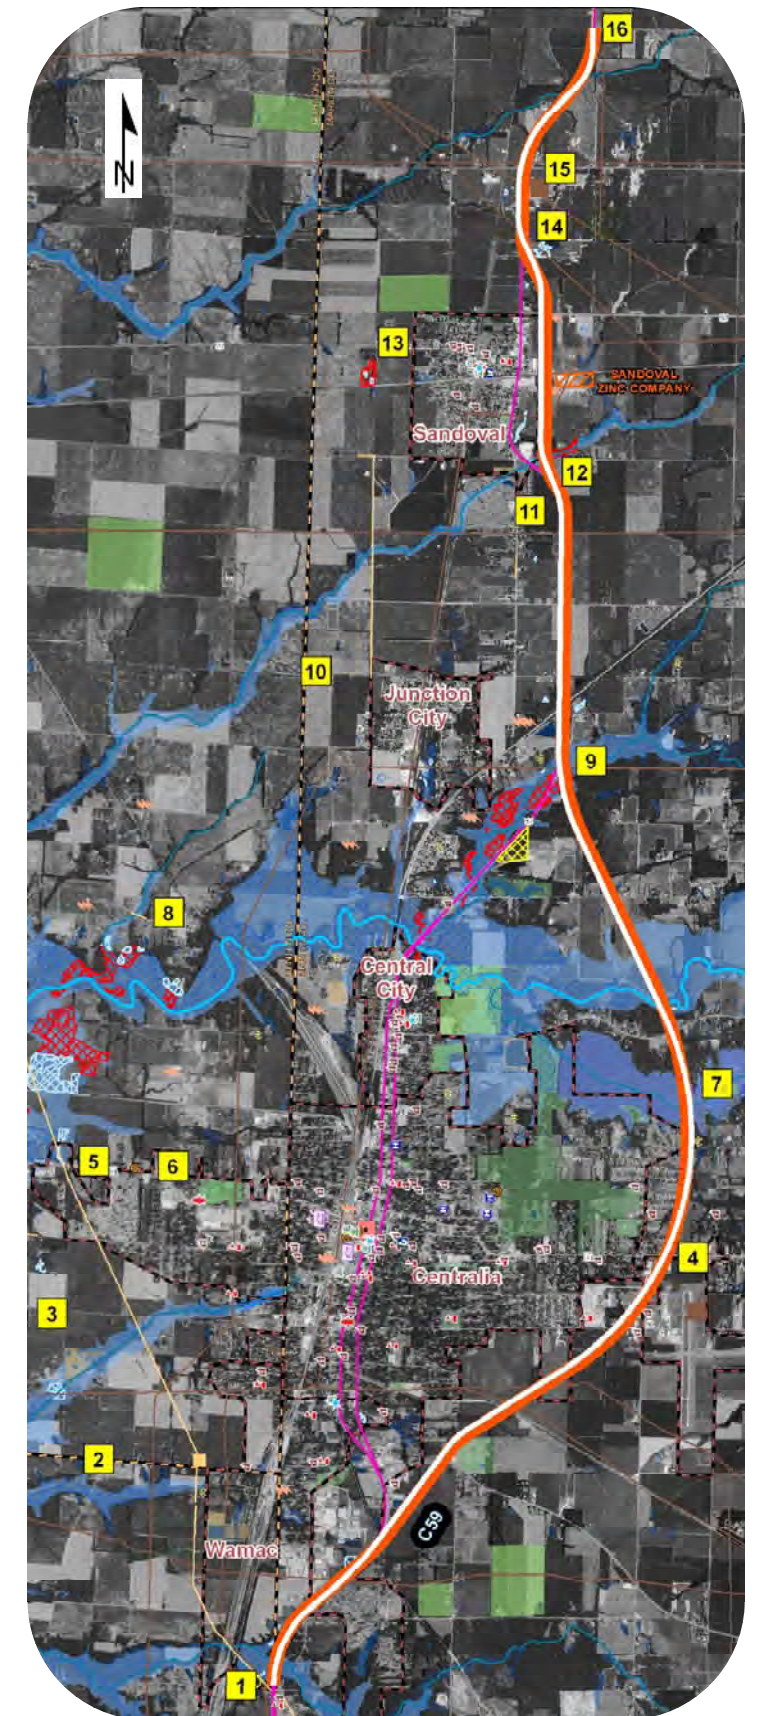 16
N
15
14
13
SANDOVAL
ZINC COMPANY
Sandoval
12
11
10
Junction
City
9
8
Central
City
7
5
6
4
Centralia
3
2
C59
Wamac
1